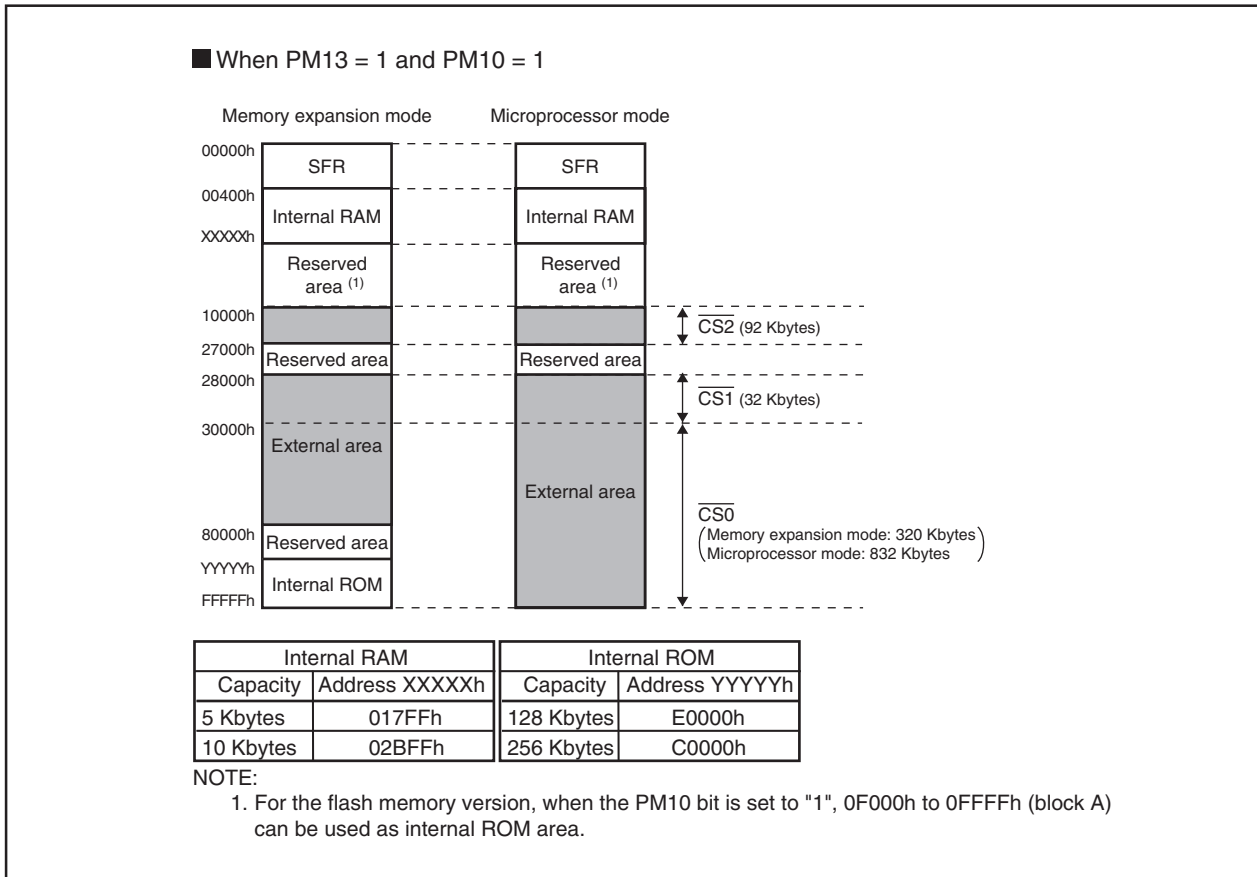 ■ When PM13 = 1 and PM10 = 1
Memory expansion mode Microprocessor mode
00000h
SFR SFR
00400h
Internal RAM Internal RAM
XXXXXh
Reserved area (1) Reserved area (1)
10000h
CS2 (92 Kbytes)
27000h
Reserved area Reserved area
28000h
CS1 (32 Kbytes)
30000h
External area
External area
CS0
(Memory expansion mode: 320 Kbytes
Microprocessor mode: 832 Kbytes)
80000h
Reserved area
YYYYYh
Internal ROM
FFFFFh
Internal RAM Internal ROM
Capacity Address XXXXXh Capacity Address YYYYYh
5 Kbytes 017FFh 128 Kbytes E0000h
10 Kbytes 02BFFh 256 Kbytes C0000h
NOTE:
1. For the flash memory version, when the PM10 bit is set to "1", 0F000h to 0FFFFh (block A)
can be used as internal ROM area.